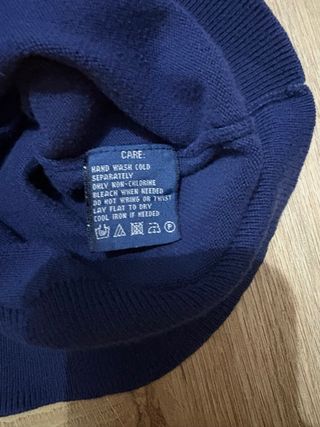 CARE:
HAND WASH COLD
SEPARATELY
ONLY NON-CHLORINE
BLEACH WHEN NEEDED
DO NOT WRING OR TWIST
LAY FLAT TO DRY
COOL IRON IF NEEDED
P